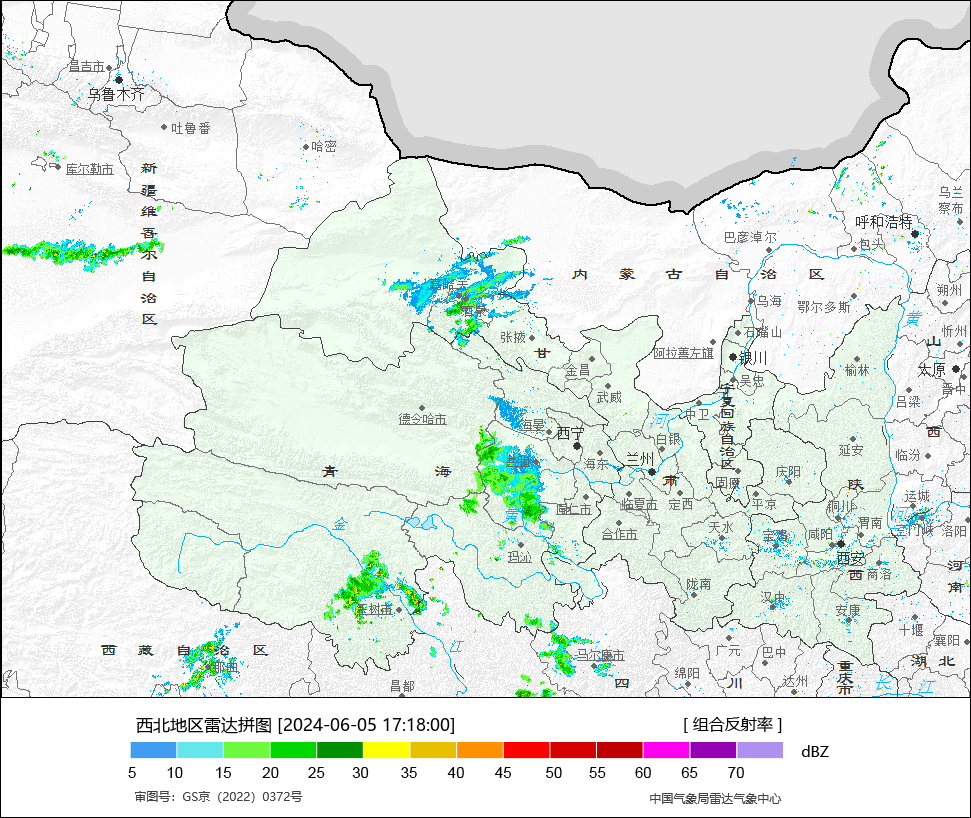 昌吉市
乌鲁木齐
吐鲁番
哈密
库尔勒市
新疆维吾尔自治区
乌兰察布
呼和浩特
巴彦淖尔
包头
内蒙古自治区
朔州
乌海
鄂尔多斯
黄
忻州
石嘴山
山
张掖
甘
阿拉善左旗
银川
太原
金昌
榆林
晋中
吴忠
武威
宁夏回族自治区
吕梁
德令哈市
中卫
河
海晏
西宁
白银
西
延安
临汾
兰州
海东
青海
固原
庆阳
肃
陕
运城
临夏市
定西
平凉
铜川
黄
金
合作市
天水
宝鸡
咸阳
渭南
三门峡
洛阳
玛沁
西安
西
商洛
河南
陇南
汉中
安康
玉树市
十堰
江
西藏自治区
马尔康市
广元
巴中
襄阳
湖北
那曲
绵阳
重庆市
昌都
四川
达州
长江
西北地区雷达拼图 [2024-06-05 17:18:00]
[ 组合反射率 ]
dBZ
5 10 15 20 25 30 35 40 45 50 55 60 65 70
审图号：GS京（2022）0372号
中国气象局雷达气象中心